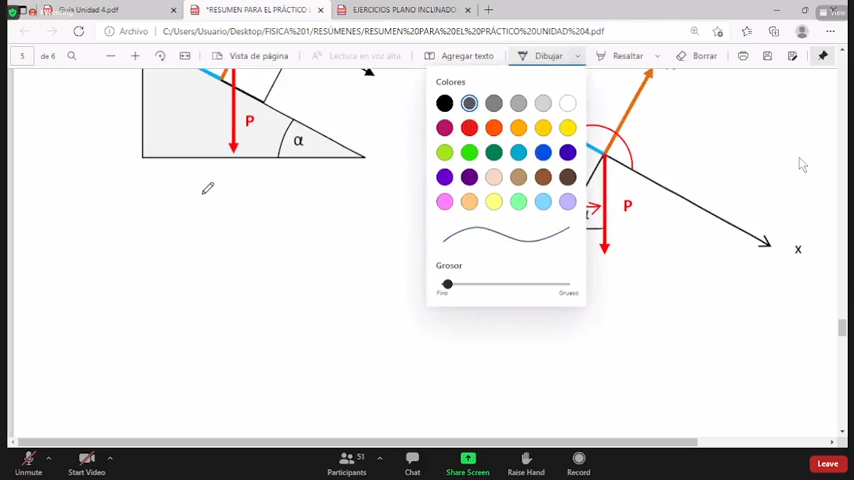 Guís Unidad 4.pdf
*RESUMEN PARA EL PRÁCTICO U
EJERCICIOS PLANO INCLINADO
View
Archivo
C:/Users/Usuario/Desktop/FISICA%201/RESÚMENES/RESUMEN%20PARA%20EL%20PRÁCTICO%20UNIDAD%204.pdf
5 de 6
Vista de página
Lectura en voz alta
Agregar texto
Dibujar
Resaltar
Borrar
Colores
P
α
P
α
x
Grosor
Fino
Grueso
Unmute
Start Video
51
Participants
Chat
Share Screen
Raise Hand
Record
Leave